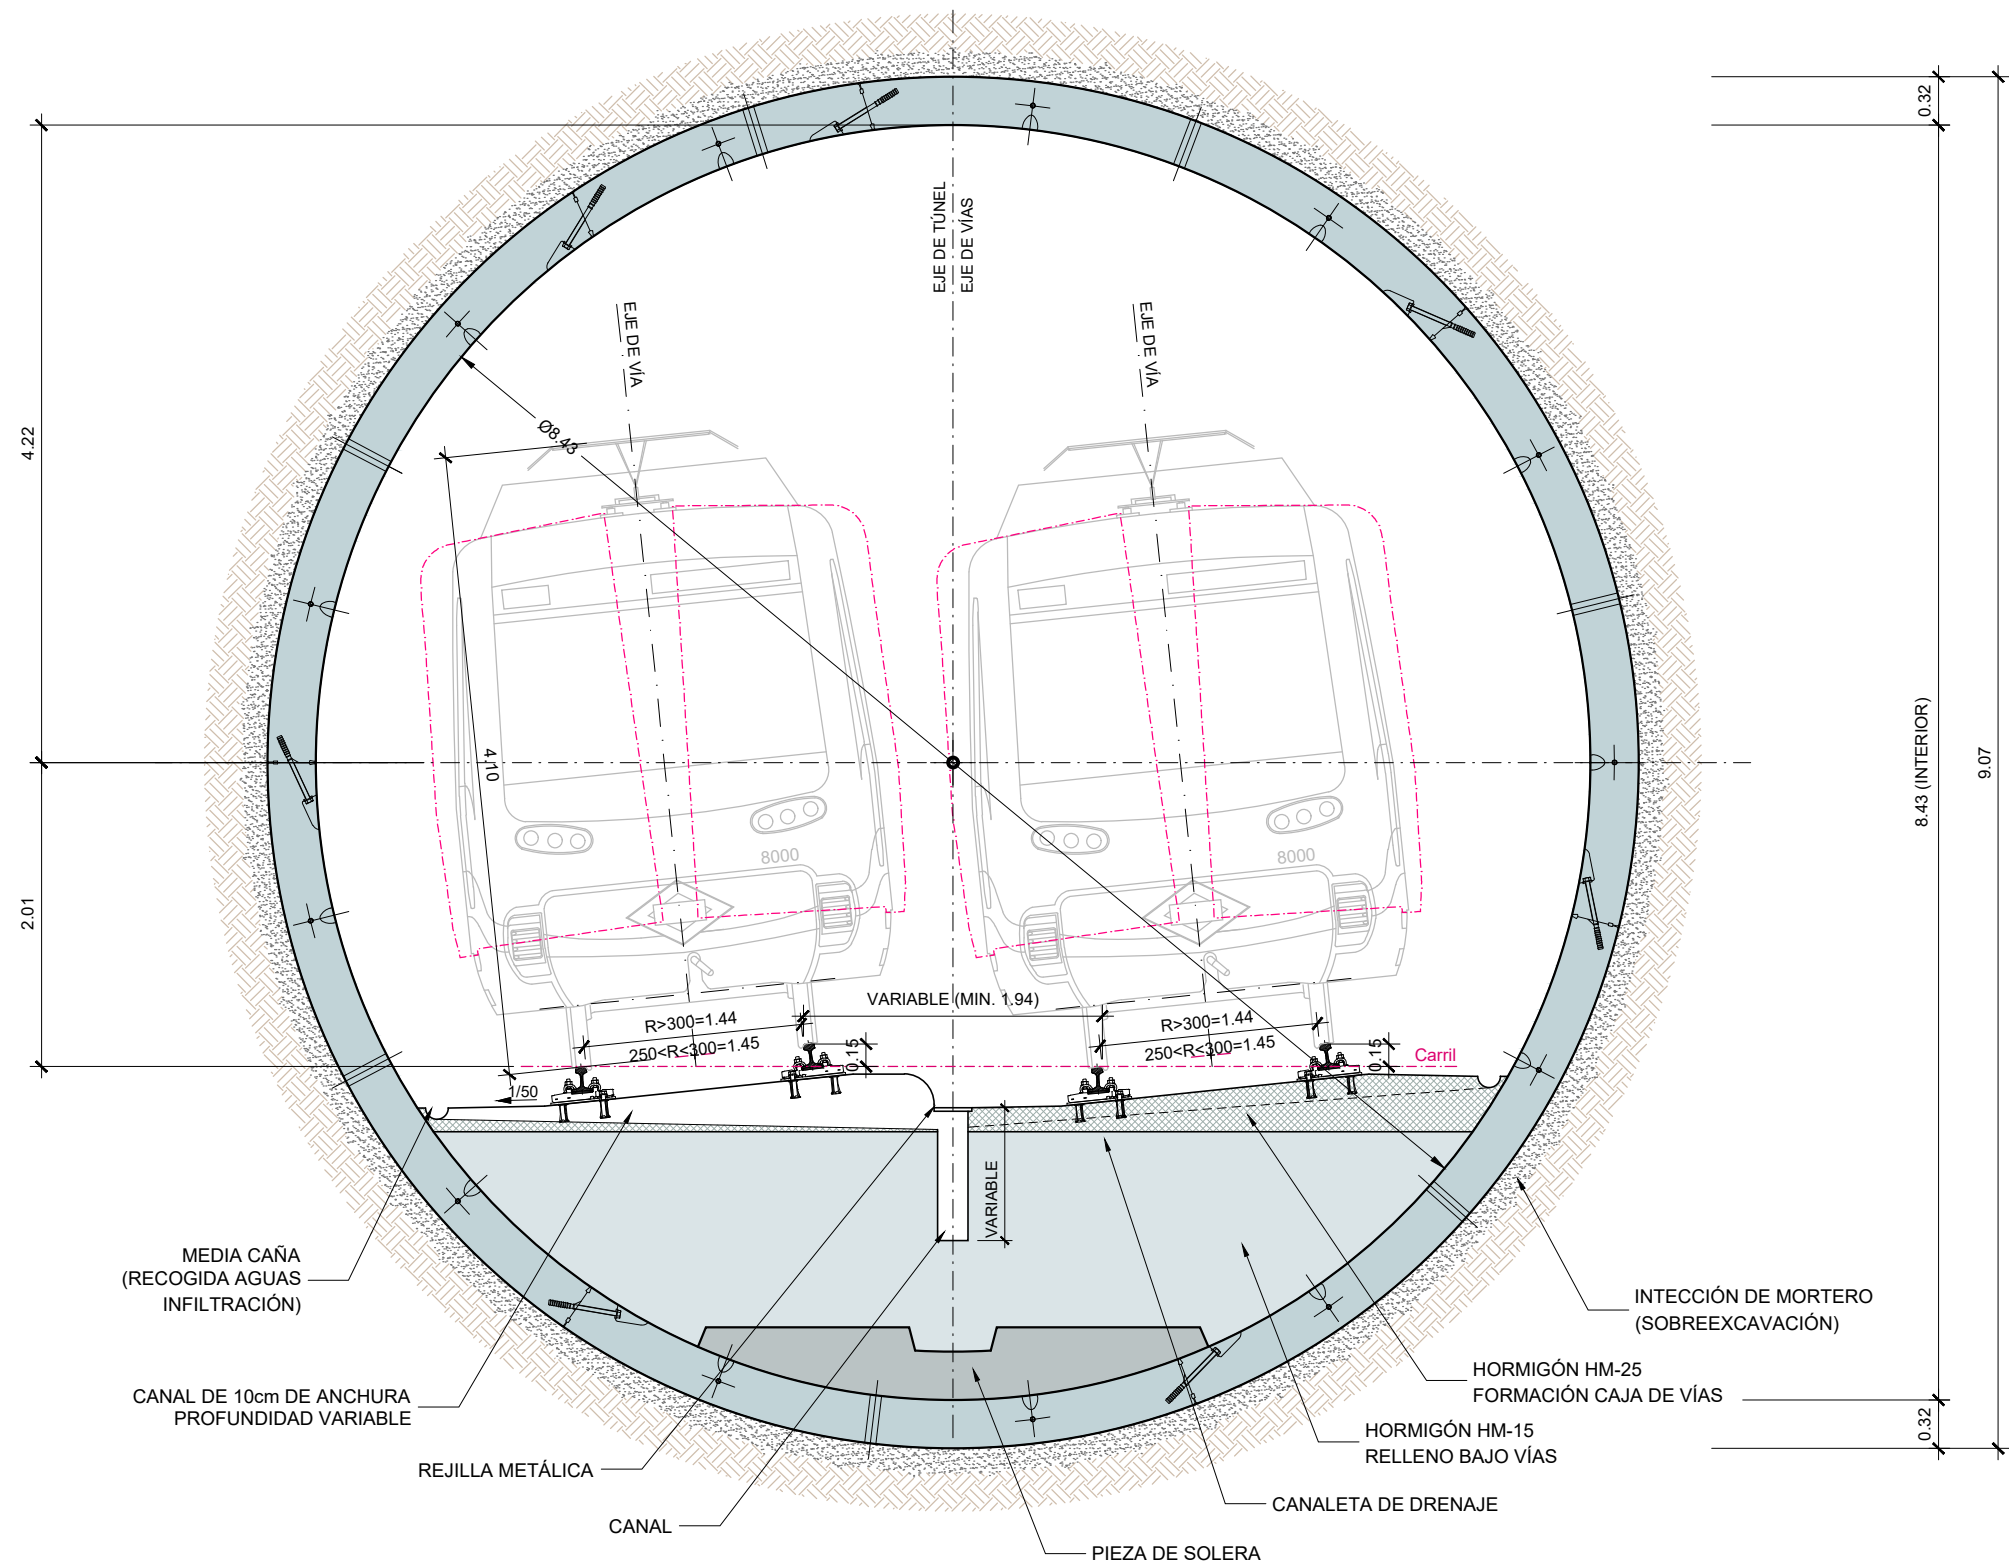 0.32
EJE DE TÚNEL
EJE DE VÍAS
EJE DE VÍA
EJE DE VÍA
Ø8.43
4.22
4.10
8.43 (INTERIOR)
9.07
8000
8000
2.01
VARIABLE (MIN. 1.94)
R>300=1.44
250<R<300=1.45
0.15
R>300=1.44
250<R<300=1.45
0.15
Carril
1/50
VARIABLE
MEDIA CAÑA
(RECOGIDA AGUAS
INFILTRACIÓN)
INTECCIÓN DE MORTERO
(SOBREEXCAVACIÓN)
CANAL DE 10cm DE ANCHURA
PROFUNDIDAD VARIABLE
HORMIGÓN HM-25
FORMACIÓN CAJA DE VÍAS
0.32
HORMIGÓN HM-15
RELLENO BAJO VÍAS
REJILLA METÁLICA
CANALETA DE DRENAJE
CANAL
PIEZA DE SOLERA